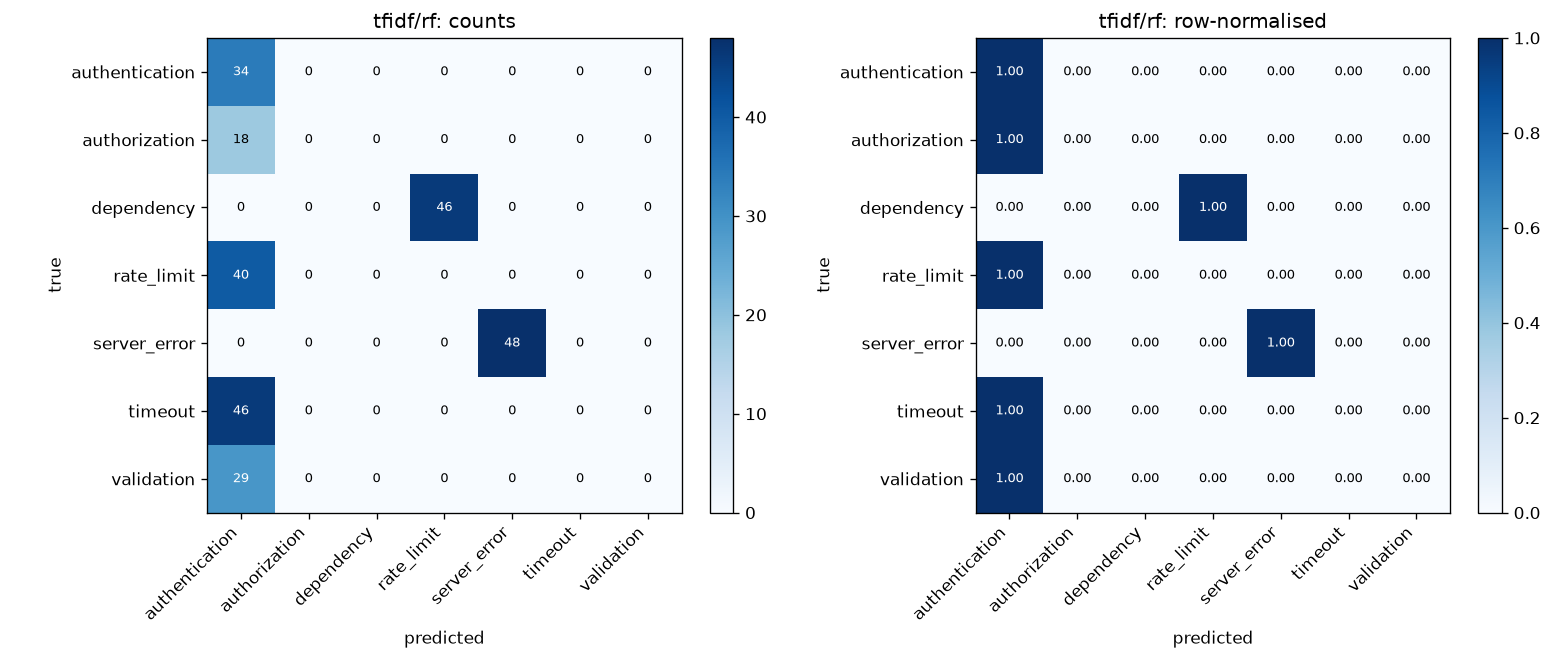 tfidf/rf: counts
authentication 34 0 0 0 0 0 0
authorization 18 0 0 0 0 0 0
dependency 0 0 0 46 0 0 0
rate_limit 40 0 0 0 0 0 0
server_error 0 0 0 0 48 0 0
timeout 46 0 0 0 0 0 0
validation 29 0 0 0 0 0 0
true
authentication authorization dependency rate_limit server_error timeout validation
predicted
40
30
20
10
0
tfidf/rf: row-normalised
authentication 1.00 0.00 0.00 0.00 0.00 0.00 0.00
authorization 1.00 0.00 0.00 0.00 0.00 0.00 0.00
dependency 0.00 0.00 0.00 1.00 0.00 0.00 0.00
rate_limit 1.00 0.00 0.00 0.00 0.00 0.00 0.00
server_error 0.00 0.00 0.00 0.00 1.00 0.00 0.00
timeout 1.00 0.00 0.00 0.00 0.00 0.00 0.00
validation 1.00 0.00 0.00 0.00 0.00 0.00 0.00
true
authentication authorization dependency rate_limit server_error timeout validation
predicted
1.0
0.8
0.6
0.4
0.2
0.0